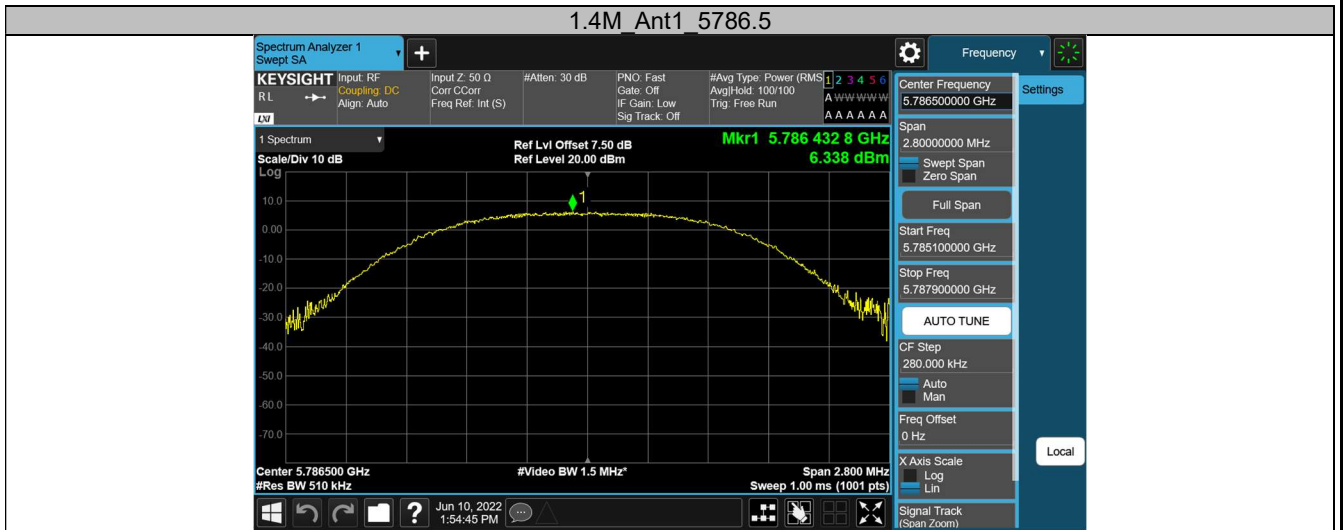 1.4M_Ant1_5786.5
Spectrum Analyzer 1
Swept SA
Frequency
KEYSIGHT
RL
LXI
Input: RF
Coupling: DC
Align: Auto
Input Z: 50 Ω
Corr CCorr
Freq Ref: Int (S)
#Atten: 30 dB
PNO: Fast
Gate: Off
IF Gain: Low
Sig Track: Off
#Avg Type: Power (RMS
Avg|Hold: 100/100
Trig: Free Run
1 2 3 4 5 6
A W W W W W
A A A A A A
1 Spectrum
Scale/Div 10 dB
Log
Ref Lvl Offset 7.50 dB
Ref Level 20.00 dBm
Mkr1 5.786 432 8 GHz
6.338 dBm
1
10.0
0.00
-10.0
-20.0
-30.0
-40.0
-50.0
-60.0
-70.0
Center 5.786500 GHz
#Res BW 510 kHz
#Video BW 1.5 MHz*
Span 2.800 MHz
Sweep 1.00 ms (1001 pts)
Jun 10, 2022
1:54:45 PM
Center Frequency
5.786500000 GHz
Settings
Span
2.80000000 MHz
Swept Span
Zero Span
Full Span
Start Freq
5.785100000 GHz
Stop Freq
5.787900000 GHz
AUTO TUNE
CF Step
280.000 kHz
Auto
Man
Freq Offset
0 Hz
X Axis Scale
Log
Lin
Local
Signal Track
(Span Zoom)